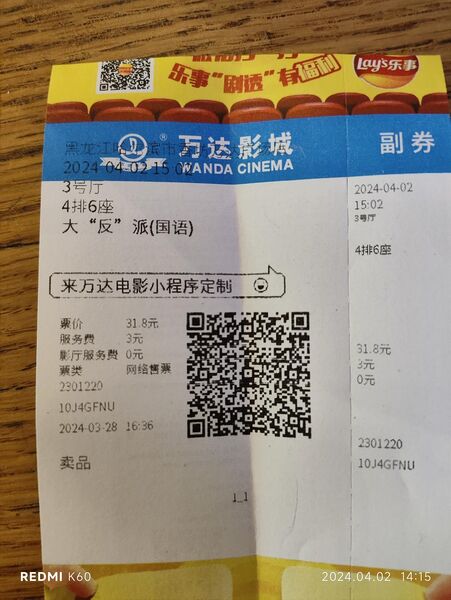 乐事“剧透”有福利
Lay's乐事
万达影城
WANDA CINEMA
副券
2024-04-02 15:02
3号厅
4排6座
大“反”派(国语)
来万达电影小程序定制
票价 31.8元
服务费 3元
影厅服务费 0元
票类 网络售票
2301220
10J4GFNU
2024-03-28 16:36
卖品
1_1
2024-04-02
15:02
3号厅
4排6座
31.8元
3元
0元
2301220
10J4GFNU
REDMI K60
2024.04.02 14:15